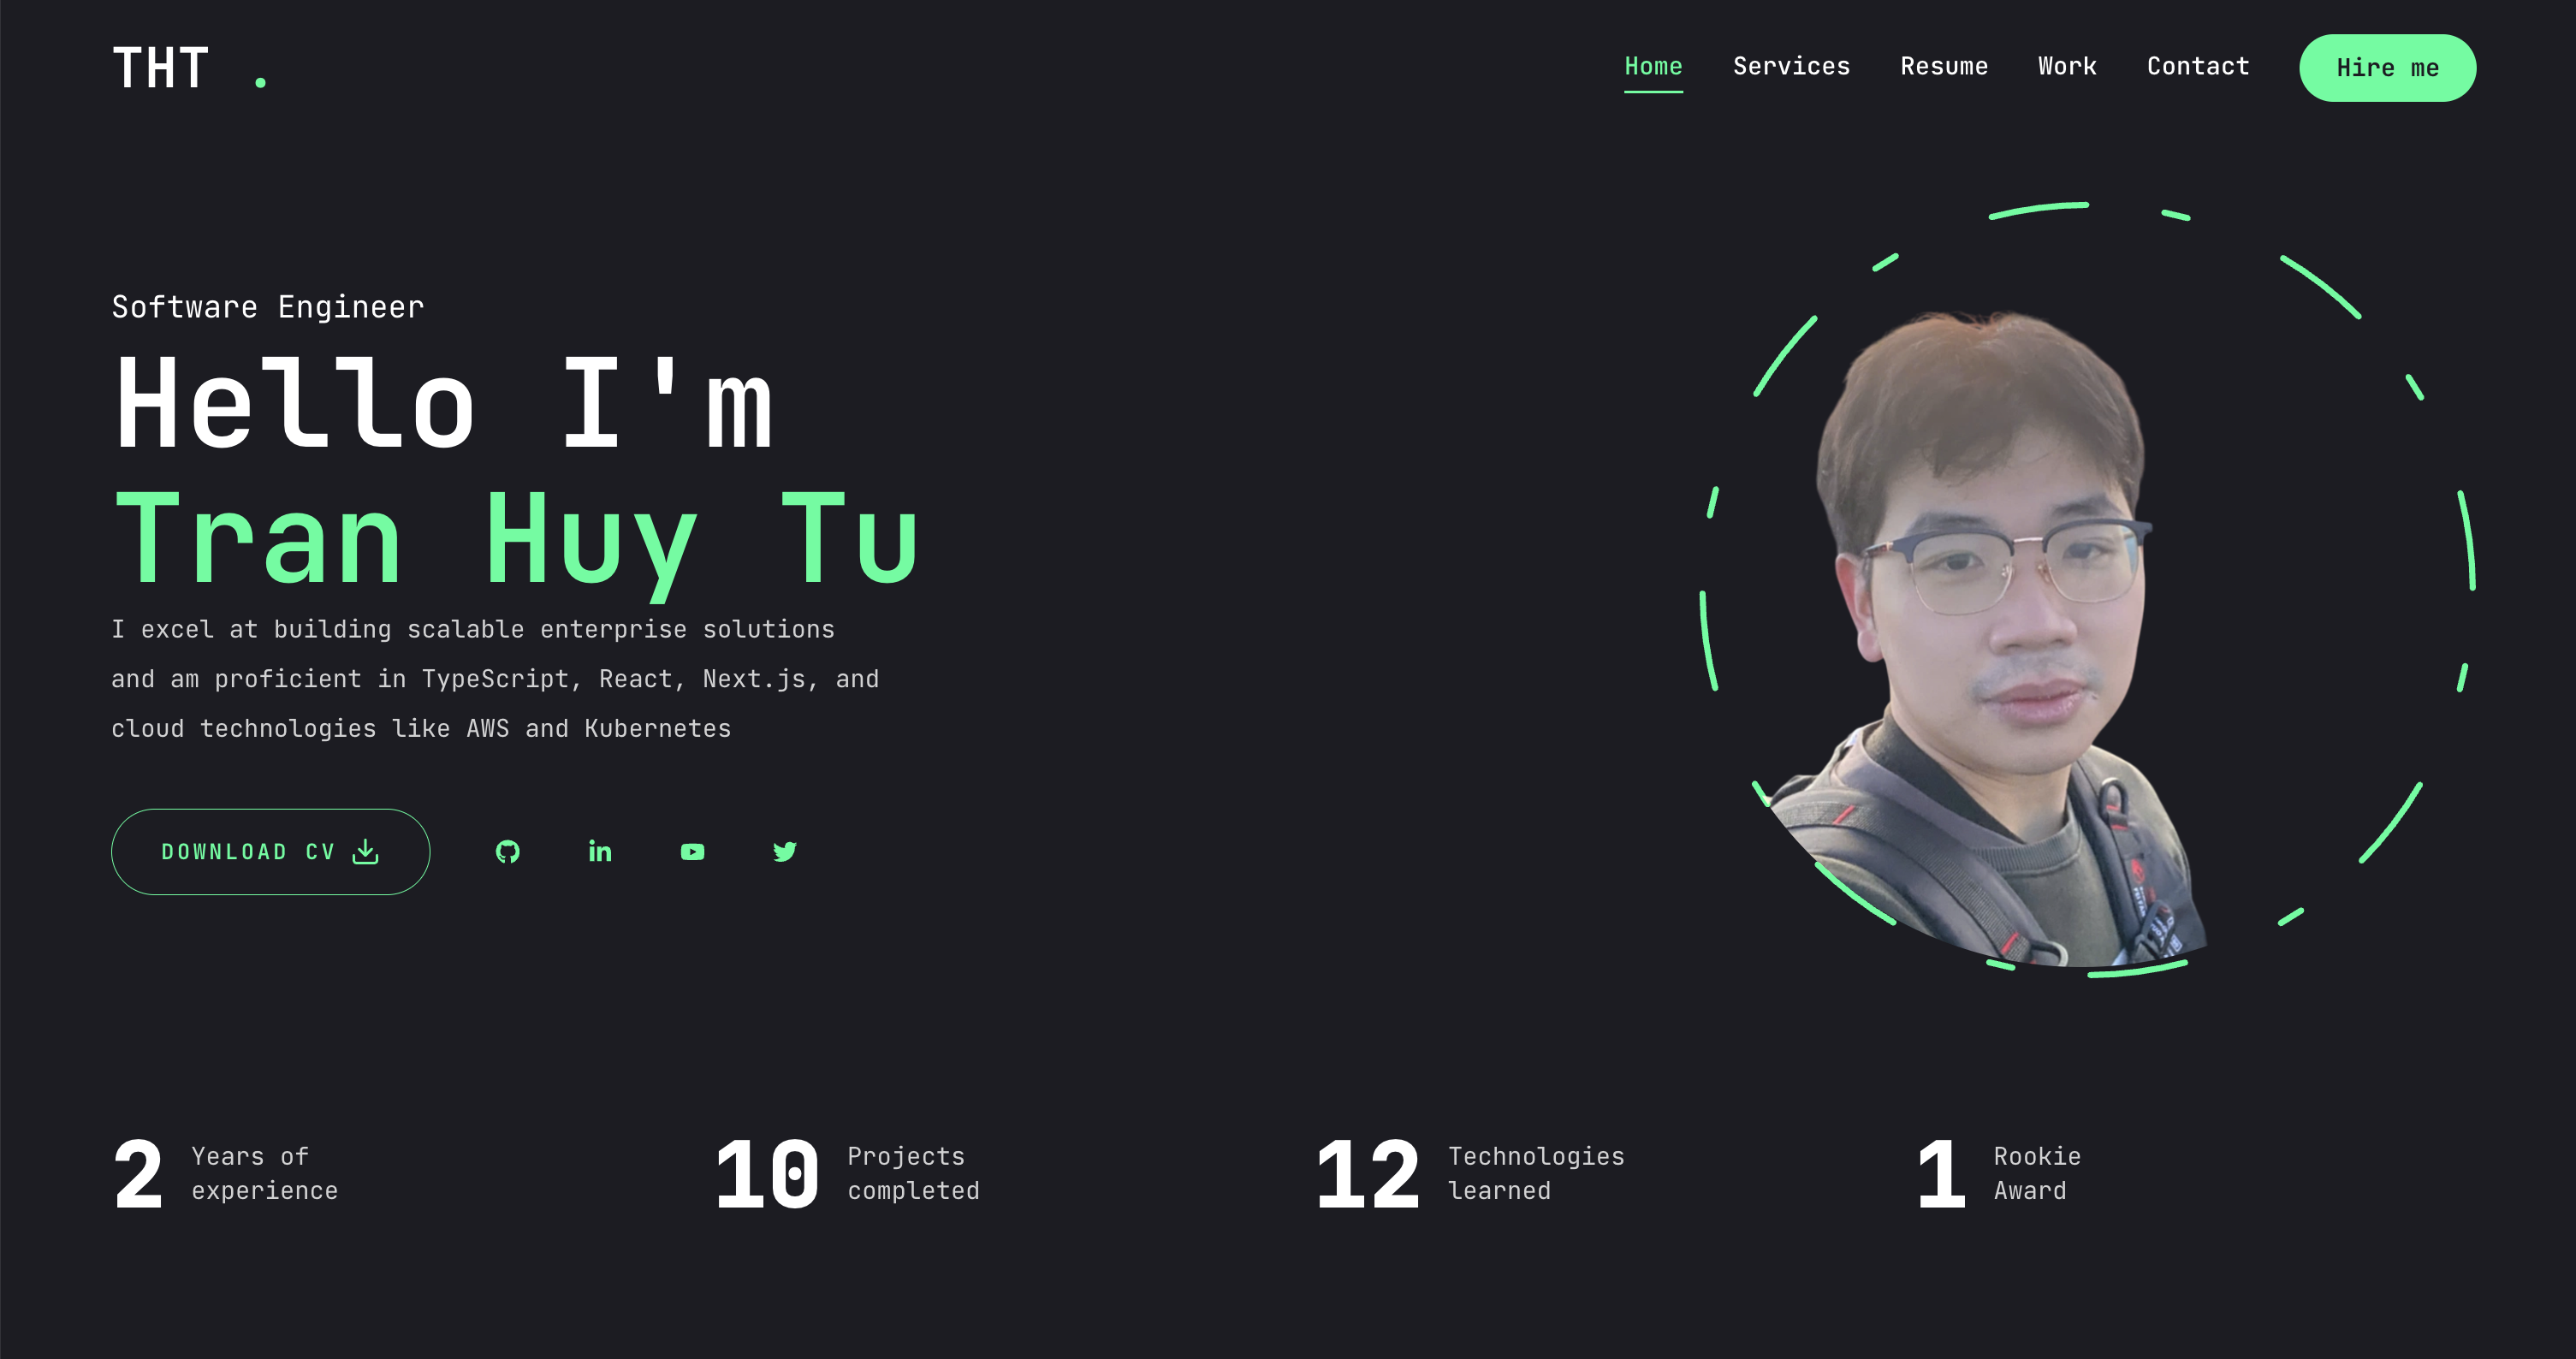 THT .
Home Services Resume Work Contact Hire me
Software Engineer
Hello I'm
Tran Huy Tu
I excel at building scalable enterprise solutions
and am proficient in TypeScript, React, Next.js, and
cloud technologies like AWS and Kubernetes
DOWNLOAD CV
in
2 Years of
experience
10 Projects
completed
12 Technologies
learned
1 Rookie
Award